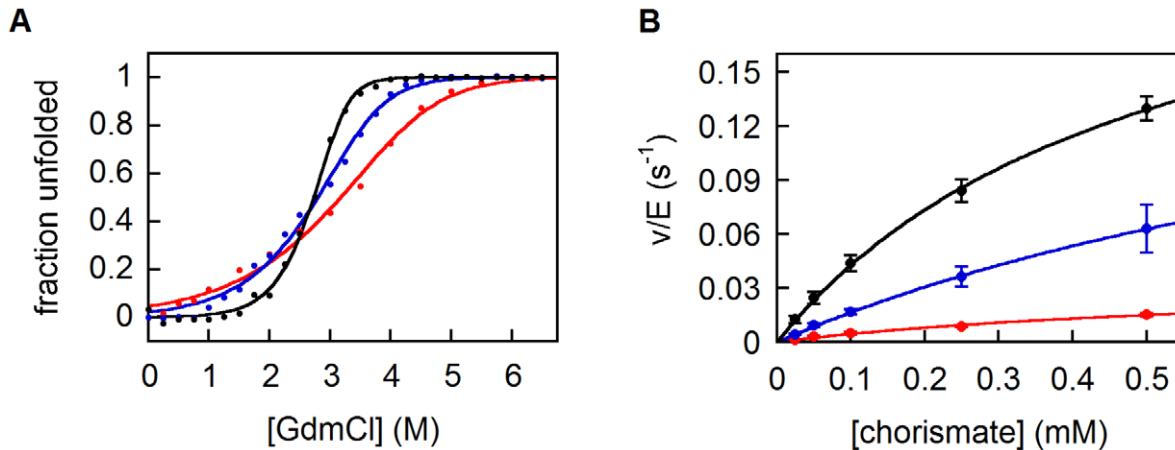 A
fraction unfolded
1
0.8
0.6
0.4
0.2
0
0 1 2 3 4 5 6
[GdmCl] (M)
B
v/E (s⁻¹)
0.15
0.12
0.09
0.06
0.03
0
0 0.1 0.2 0.3 0.4 0.5
[chorismate] (mM)